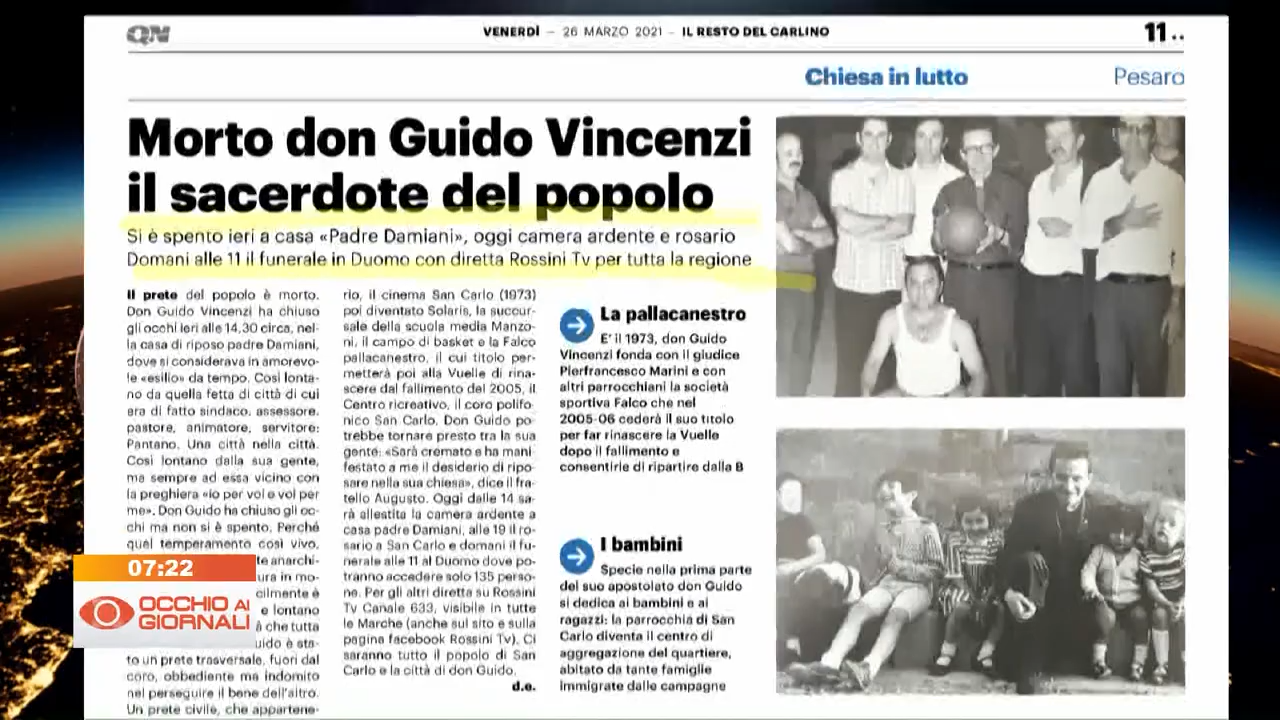 QN
VENERDÌ – 26 MARZO 2021 – IL RESTO DEL CARLINO
11 ••
Chiesa in lutto
Pesaro
Morto don Guido Vincenzi
il sacerdote del popolo
Si è spento ieri a casa «Padre Damiani», oggi camera ardente e rosario
Domani alle 11 il funerale in Duomo con diretta Rossini Tv per tutta la regione
Il prete del popolo è morto.
Don Guido Vincenzi ha chiuso
gli occhi ieri alle 14,30 circa, nel-
la casa di riposo padre Damiani,
dove si considerava in amorevo-
le «esilio» da tempo. Così lonta-
no da quella fetta di città di cui
era di fatto sindaco, assessore,
pastore, animatore, servitore:
Pantano. Una città nella città.
Così lontano dalla sua gente,
ma sempre ad essa vicino con
la preghiera «io per voi e voi per
me». Don Guido ha chiuso gli oc-
chi ma non si è spento. Perché
quel temperamento così vivo,
te anarchi-
ura in mo-
cilmente è
e lontano
à che tutta
uido è sta-
to un prete trasversale, fuori dal
coro, obbediente ma indomito
nel perseguire il bene dell'altro.
Un prete civile, che appartene-
rio, il cinema San Carlo (1973)
poi diventato Solaris, la succur-
sale della scuola media Manzo-
ni, il campo di basket e la Falco
pallacanestro, il cui titolo per-
metterà poi alla Vuelle di rina-
scere dal fallimento del 2005, il
Centro ricreativo, il coro polifo-
nico San Carlo. Don Guido po-
trebbe tornare presto tra la sua
gente: «Sarà cremato e ha mani-
festato a me il desiderio di ripo-
sare nella sua chiesa», dice il fra-
tello Augusto. Oggi dalle 14 sa-
rà allestita la camera ardente a
casa padre Damiani, alle 19 il ro-
sario a San Carlo e domani il fu-
nerale alle 11 al Duomo dove po-
tranno accedere solo 135 perso-
ne. Per gli altri diretta su Rossini
Tv Canale 633, visibile in tutte
le Marche (anche sul sito e sulla
pagina facebook Rossini Tv). Ci
saranno tutto il popolo di San
Carlo e la città di don Guido.
d.e.
La pallacanestro
E' il 1973, don Guido
Vincenzi fonda con il giudice
Pierfrancesco Marini e con
altri parrocchiani la società
sportiva Falco che nel
2005-06 cederà il suo titolo
per far rinascere la Vuelle
dopo il fallimento e
consentirle di ripartire dalla B
I bambini
Specie nella prima parte
del suo apostolato don Guido
si dedica ai bambini e ai
ragazzi: la parrocchia di San
Carlo diventa il centro di
aggregazione del quartiere,
abitato da tante famiglie
immigrate dalle campagne
07:22
OCCHIO AI
GIORNALI